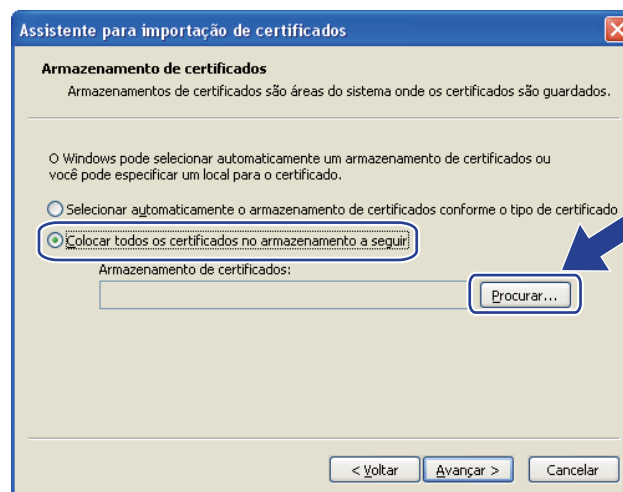 Assistente para importação de certificados
Armazenamento de certificados
Armazenamentos de certificados são áreas do sistema onde os certificados são guardados.
O Windows pode selecionar automaticamente um armazenamento de certificados ou
você pode especificar um local para o certificado.
Selecionar automaticamente o armazenamento de certificados conforme o tipo de certificado
Colocar todos os certificados no armazenamento a seguir
Armazenamento de certificados:
Procurar...
< Voltar Avançar > Cancelar